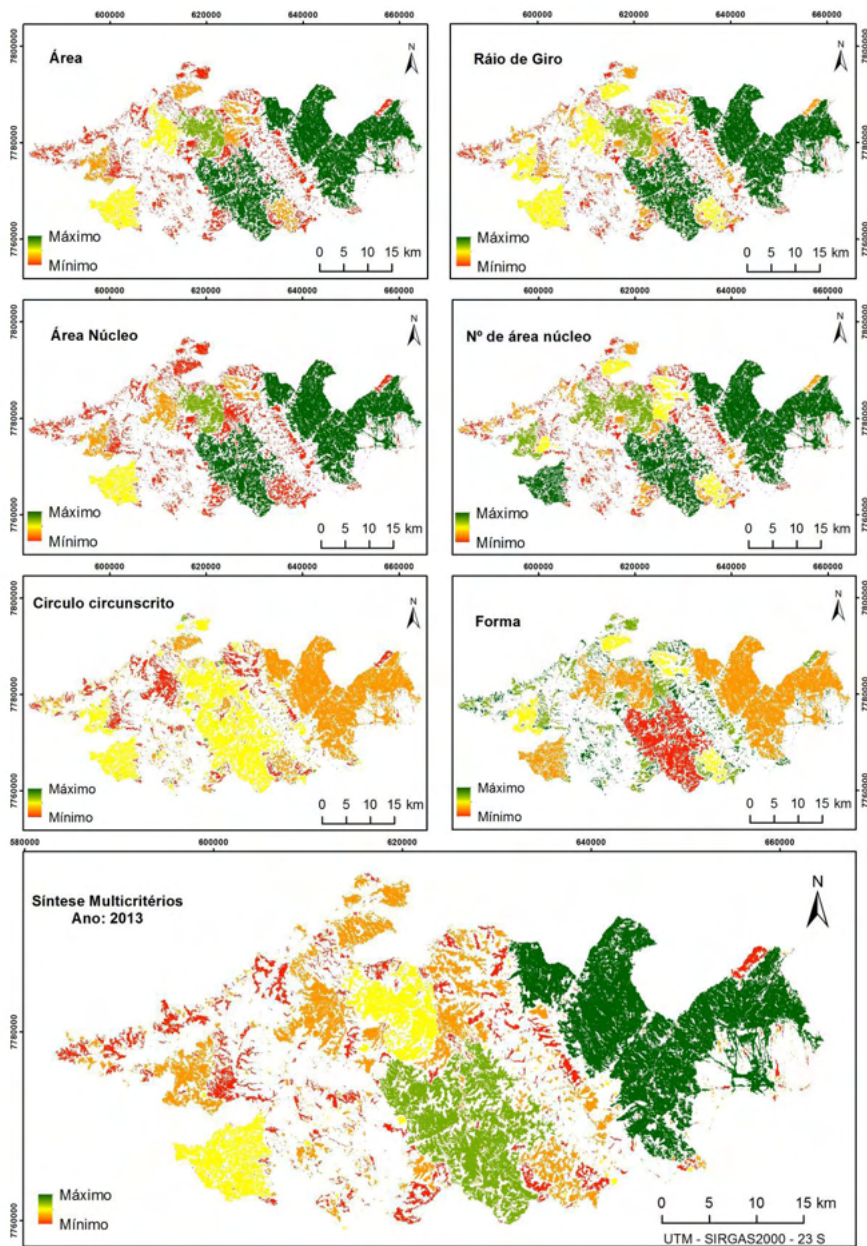 600000 620000 640000 660000 600000 620000 640000 660000
7800000
7780000
7760000
Área
N
Máximo
Mínimo
0 5 10 15 km
Ráio de Giro
N
7800000
7780000
7760000
Máximo
Mínimo
0 5 10 15 km
600000 620000 640000 660000 600000 620000 640000 660000
7800000
7780000
7760000
Área Núcleo
N
Máximo
Mínimo
0 5 10 15 km
Nº de área núcleo
N
7800000
7780000
7760000
Máximo
Mínimo
0 5 10 15 km
600000 620000 640000 660000 600000 620000 640000 660000
7800000
7780000
7760000
Circulo circunscrito
N
Máximo
Mínimo
0 5 10 15 km
Forma
N
7800000
7780000
7760000
Máximo
Mínimo
0 5 10 15 km
580000 600000 620000 640000 660000
Síntese Multicritérios
Ano: 2013
N
7780000
7760000
7780000
7760000
Máximo
Mínimo
0 5 10 15 km
UTM - SIRGAS2000 - 23 S